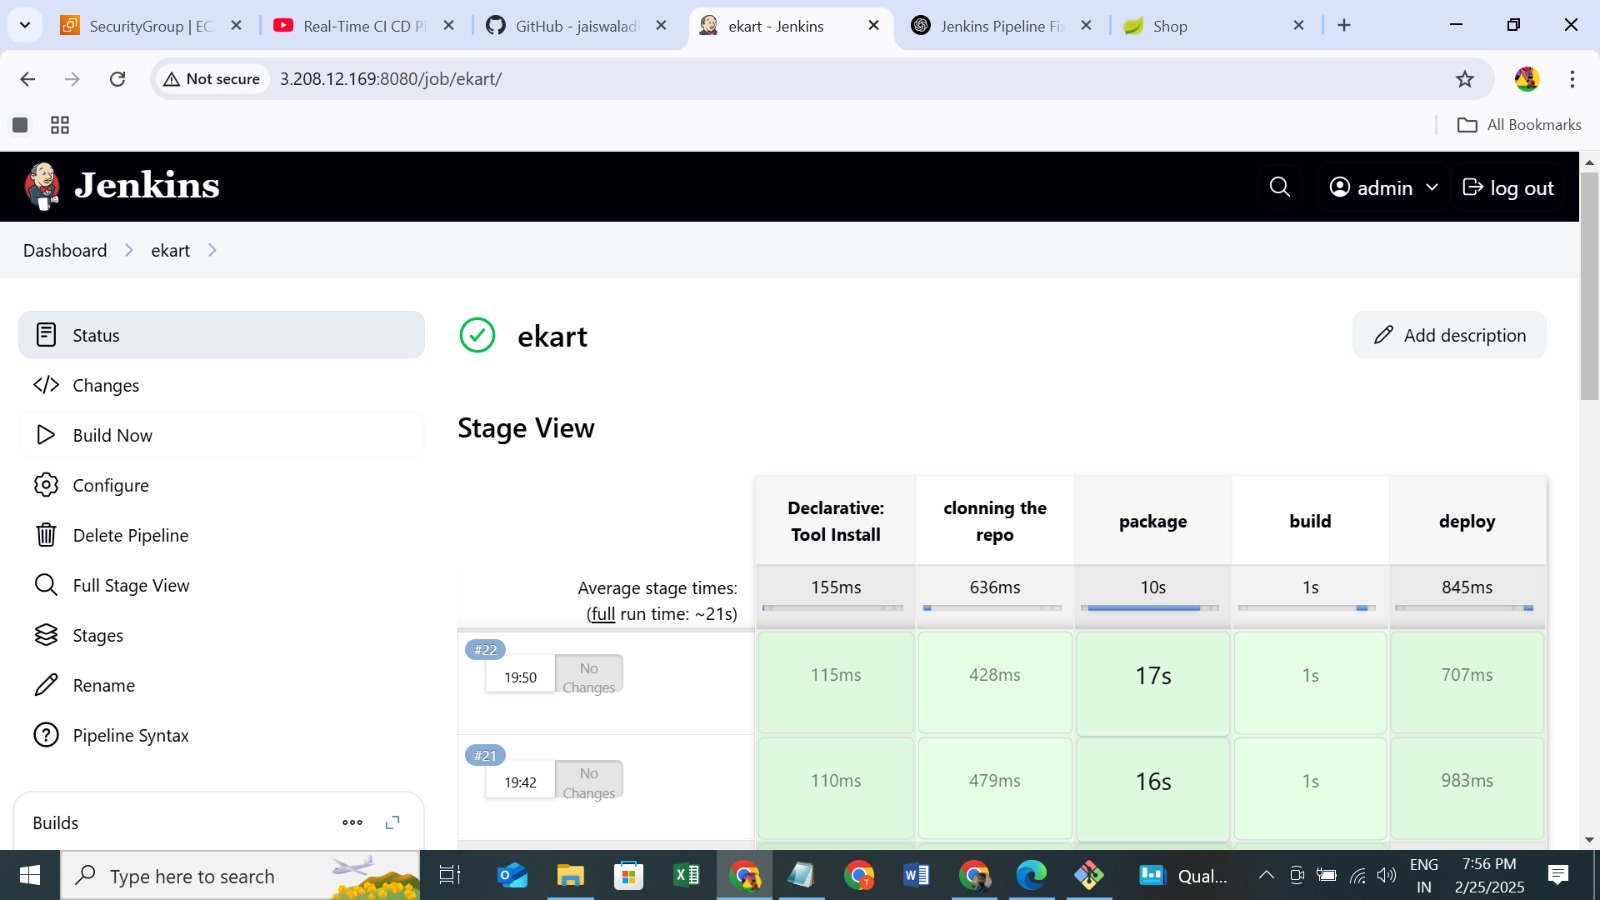 SecurityGroup | EC
Real-Time CI CD Pi
GitHub - jaiswaladi
ekart - Jenkins
Jenkins Pipeline Fix
Shop
Not secure
3.208.12.169:8080/job/ekart/
All Bookmarks
Jenkins
admin
log out
Dashboard
ekart
Status
Changes
Build Now
Configure
Delete Pipeline
Full Stage View
Stages
Rename
Pipeline Syntax
Builds
ekart
Add description
Stage View
Declarative:
Tool Install
clonning the
repo
package
build
deploy
Average stage times:
(full run time: ~21s)
155ms
636ms
10s
1s
845ms
#22
19:50
No
Changes
115ms
428ms
17s
1s
707ms
#21
19:42
No
Changes
110ms
479ms
16s
1s
983ms
Type here to search
Qual...
ENG
IN
7:56 PM
2/25/2025